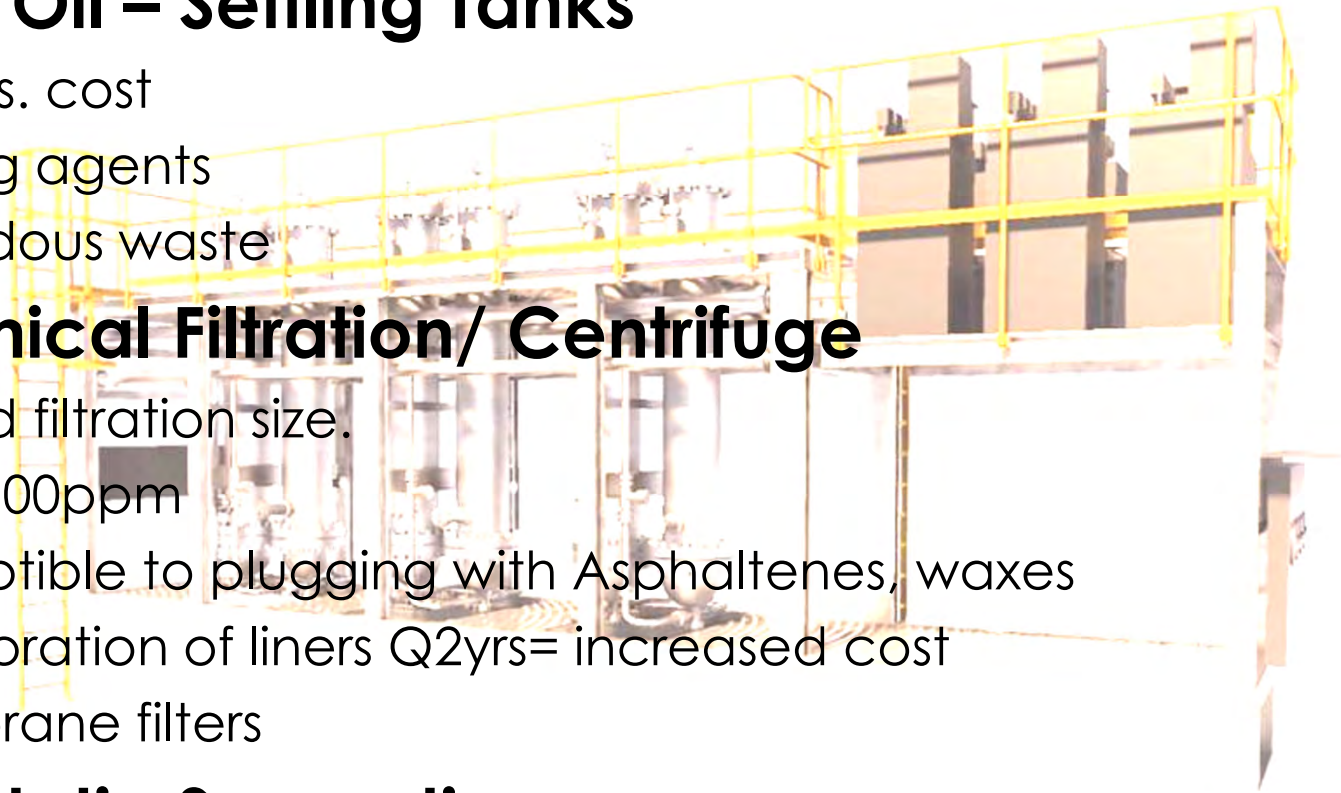 Oil – Settling Tanks
s. cost
g agents
dous waste
nical Filtration/ Centrifuge
d filtration size.
00ppm
ptible to plugging with Asphaltenes, waxes
oration of liners Q2yrs= increased cost
rane filters